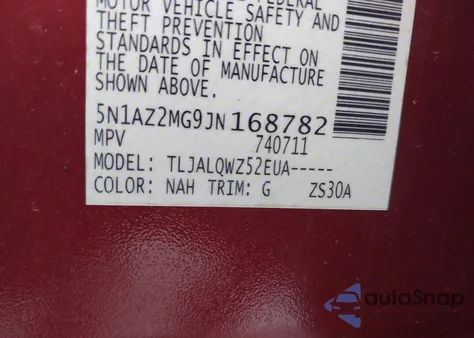 MOTOR VEHICLE SAFETY AND
THEFT PREVENTION
STANDARDS IN EFFECT ON
THE DATE OF MANUFACTURE
SHOWN ABOVE.
5N1AZ2MG9JN168782
MPV 740711
MODEL: TLJALQWZ52EUA-----
COLOR: NAH TRIM: G ZS30A
autoSnap